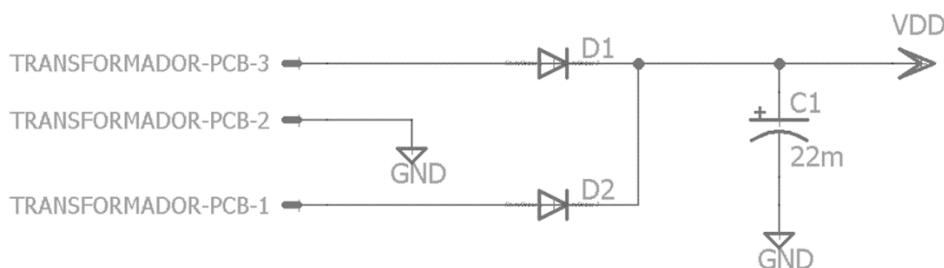 VDD
TRANSFORMADOR-PCB-3
D1
TRANSFORMADOR-PCB-2
GND
C1
+
22m
TRANSFORMADOR-PCB-1
D2
GND